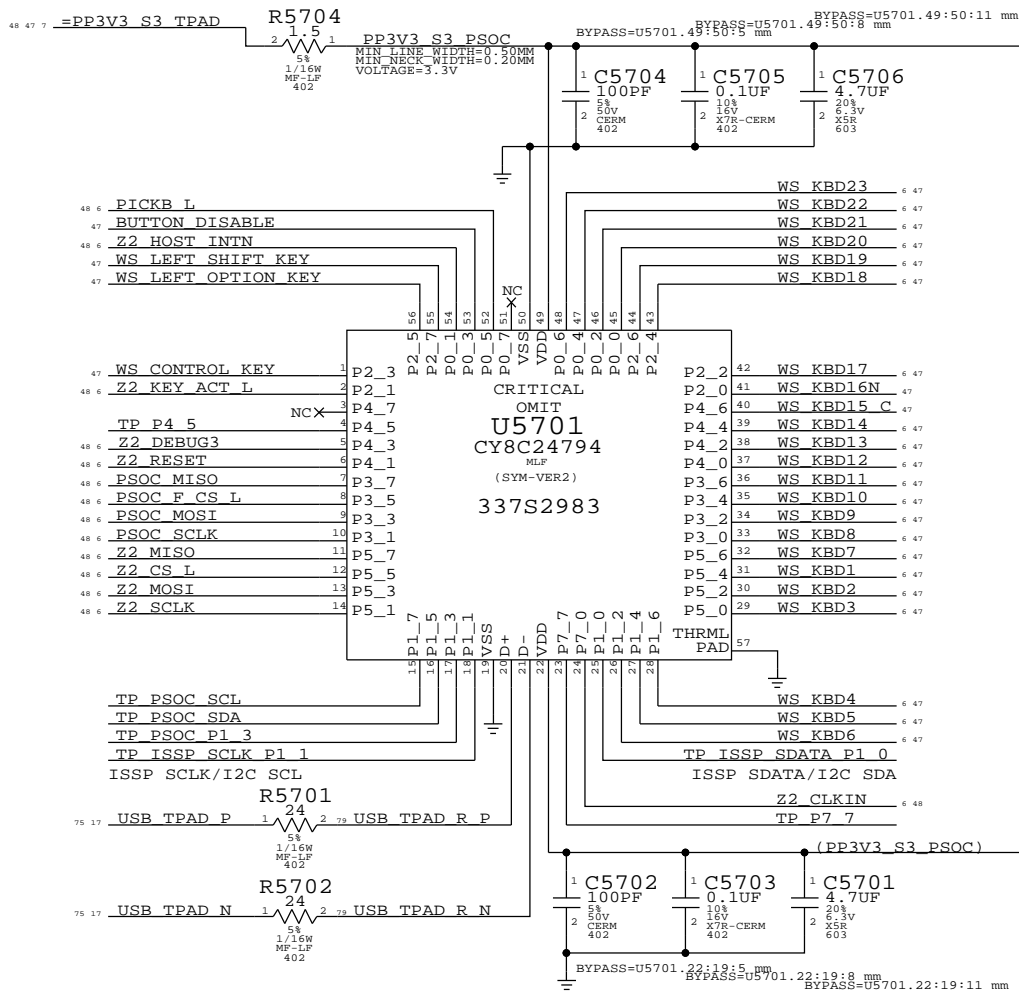 48 47 7 =PP3V3_S3_TPAD
R5704
1.5
2 1
5%
1/16W
MF-LF
402
PP3V3_S3_PSOC
MIN_LINE_WIDTH=0.50MM
MIN_NECK_WIDTH=0.20MM
VOLTAGE=3.3V
BYPASS=U5701.49:50:5 mm
BYPASS=U5701.49:50:8 mm
BYPASS=U5701.49:50:11 mm
1 C5704
100PF
5%
50V
2 CERM
402
1 C5705
0.1UF
10%
16V
2 X7R-CERM
402
1 C5706
4.7UF
20%
6.3V
2 X5R
603
48 6 PICKB_L
47 BUTTON_DISABLE
48 6 Z2_HOST_INTN
47 WS_LEFT_SHIFT_KEY
47 WS_LEFT_OPTION_KEY
NC
WS_KBD23 6 47
WS_KBD22 6 47
WS_KBD21 6 47
WS_KBD20 6 47
WS_KBD19 6 47
WS_KBD18 6 47
56 55 54 53 52 51 50 49 48 47 46 45 44 43
P2_5 P2_7 P0_1 P0_3 P0_5 P0_7 VSS VDD P0_6 P0_4 P0_2 P0_0 P2_6 P2_4
CRITICAL
OMIT
U5701
CY8C24794
MLF
(SYM-VER2)
337S2983
47 WS_CONTROL_KEY 1 P2_3
48 6 Z2_KEY_ACT_L 2 P2_1
NC 3 P4_7
TP_P4_5 4 P4_5
48 6 Z2_DEBUG3 5 P4_3
48 6 Z2_RESET 6 P4_1
48 6 PSOC_MISO 7 P3_7
48 6 PSOC_F_CS_L 8 P3_5
48 6 PSOC_MOSI 9 P3_3
48 6 PSOC_SCLK 10 P3_1
48 6 Z2_MISO 11 P5_7
48 6 Z2_CS_L 12 P5_5
48 6 Z2_MOSI 13 P5_3
48 6 Z2_SCLK 14 P5_1
P2_2 42 WS_KBD17 6 47
P2_0 41 WS_KBD16N 47
P4_6 40 WS_KBD15_C 47
P4_4 39 WS_KBD14 6 47
P4_2 38 WS_KBD13 6 47
P4_0 37 WS_KBD12 6 47
P3_6 36 WS_KBD11 6 47
P3_4 35 WS_KBD10 6 47
P3_2 34 WS_KBD9 6 47
P3_0 33 WS_KBD8 6 47
P5_6 32 WS_KBD7 6 47
P5_4 31 WS_KBD1 6 47
P5_2 30 WS_KBD2 6 47
P5_0 29 WS_KBD3 6 47
THRML
PAD 57
P1_7 P1_5 P1_3 P1_1 VSS D+ D- VDD P7_7 P7_0 P1_0 P1_2 P1_4 P1_6
15 16 17 18 19 20 21 22 23 24 25 26 27 28
TP_PSOC_SCL
TP_PSOC_SDA
TP_PSOC_P1_3
TP_ISSP_SCLK_P1_1
ISSP SCLK/I2C SCL
WS_KBD4 6 47
WS_KBD5 6 47
WS_KBD6 6 47
TP_ISSP_SDATA_P1_0
ISSP SDATA/I2C SDA
Z2_CLKIN 6 48
TP_P7_7
R5701
24
75 17 USB_TPAD_P 1 2 79 USB_TPAD_R_P
5%
1/16W
MF-LF
402
R5702
24
75 17 USB_TPAD_N 1 2 79 USB_TPAD_R_N
5%
1/16W
MF-LF
402
(PP3V3_S3_PSOC)
1 C5702
100PF
5%
50V
2 CERM
402
1 C5703
0.1UF
10%
16V
2 X7R-CERM
402
1 C5701
4.7UF
20%
6.3V
2 X5R
603
BYPASS=U5701.22:19:5 mm
BYPASS=U5701.22:19:8 mm
BYPASS=U5701.22:19:11 mm